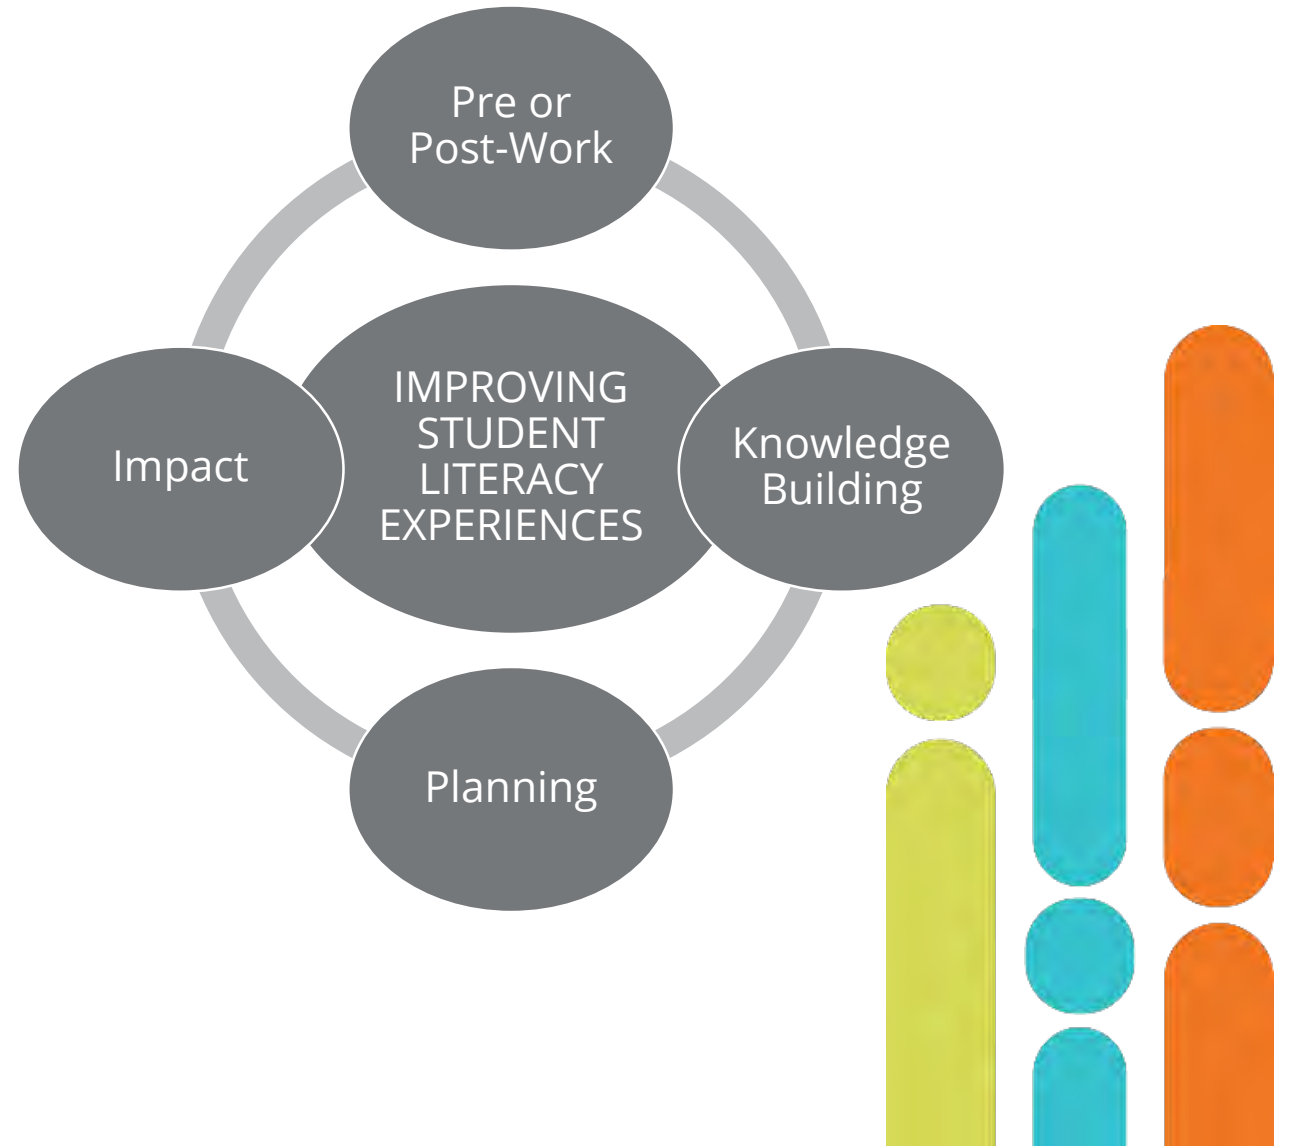 Pre or
Post-Work
IMPROVING
STUDENT
LITERACY
EXPERIENCES
Impact
Knowledge
Building
Planning